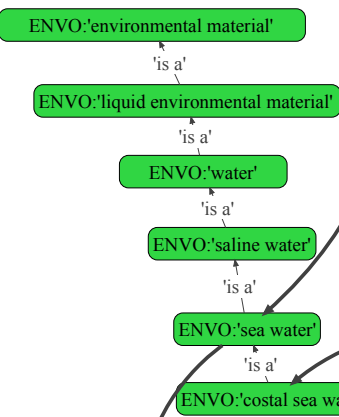 ENVO:'environmental material'
'is a'
ENVO:'liquid environmental material'
'is a'
ENVO:'water'
'is a'
ENVO:'saline water'
'is a'
ENVO:'sea water'
'is a'
ENVO:'costal sea